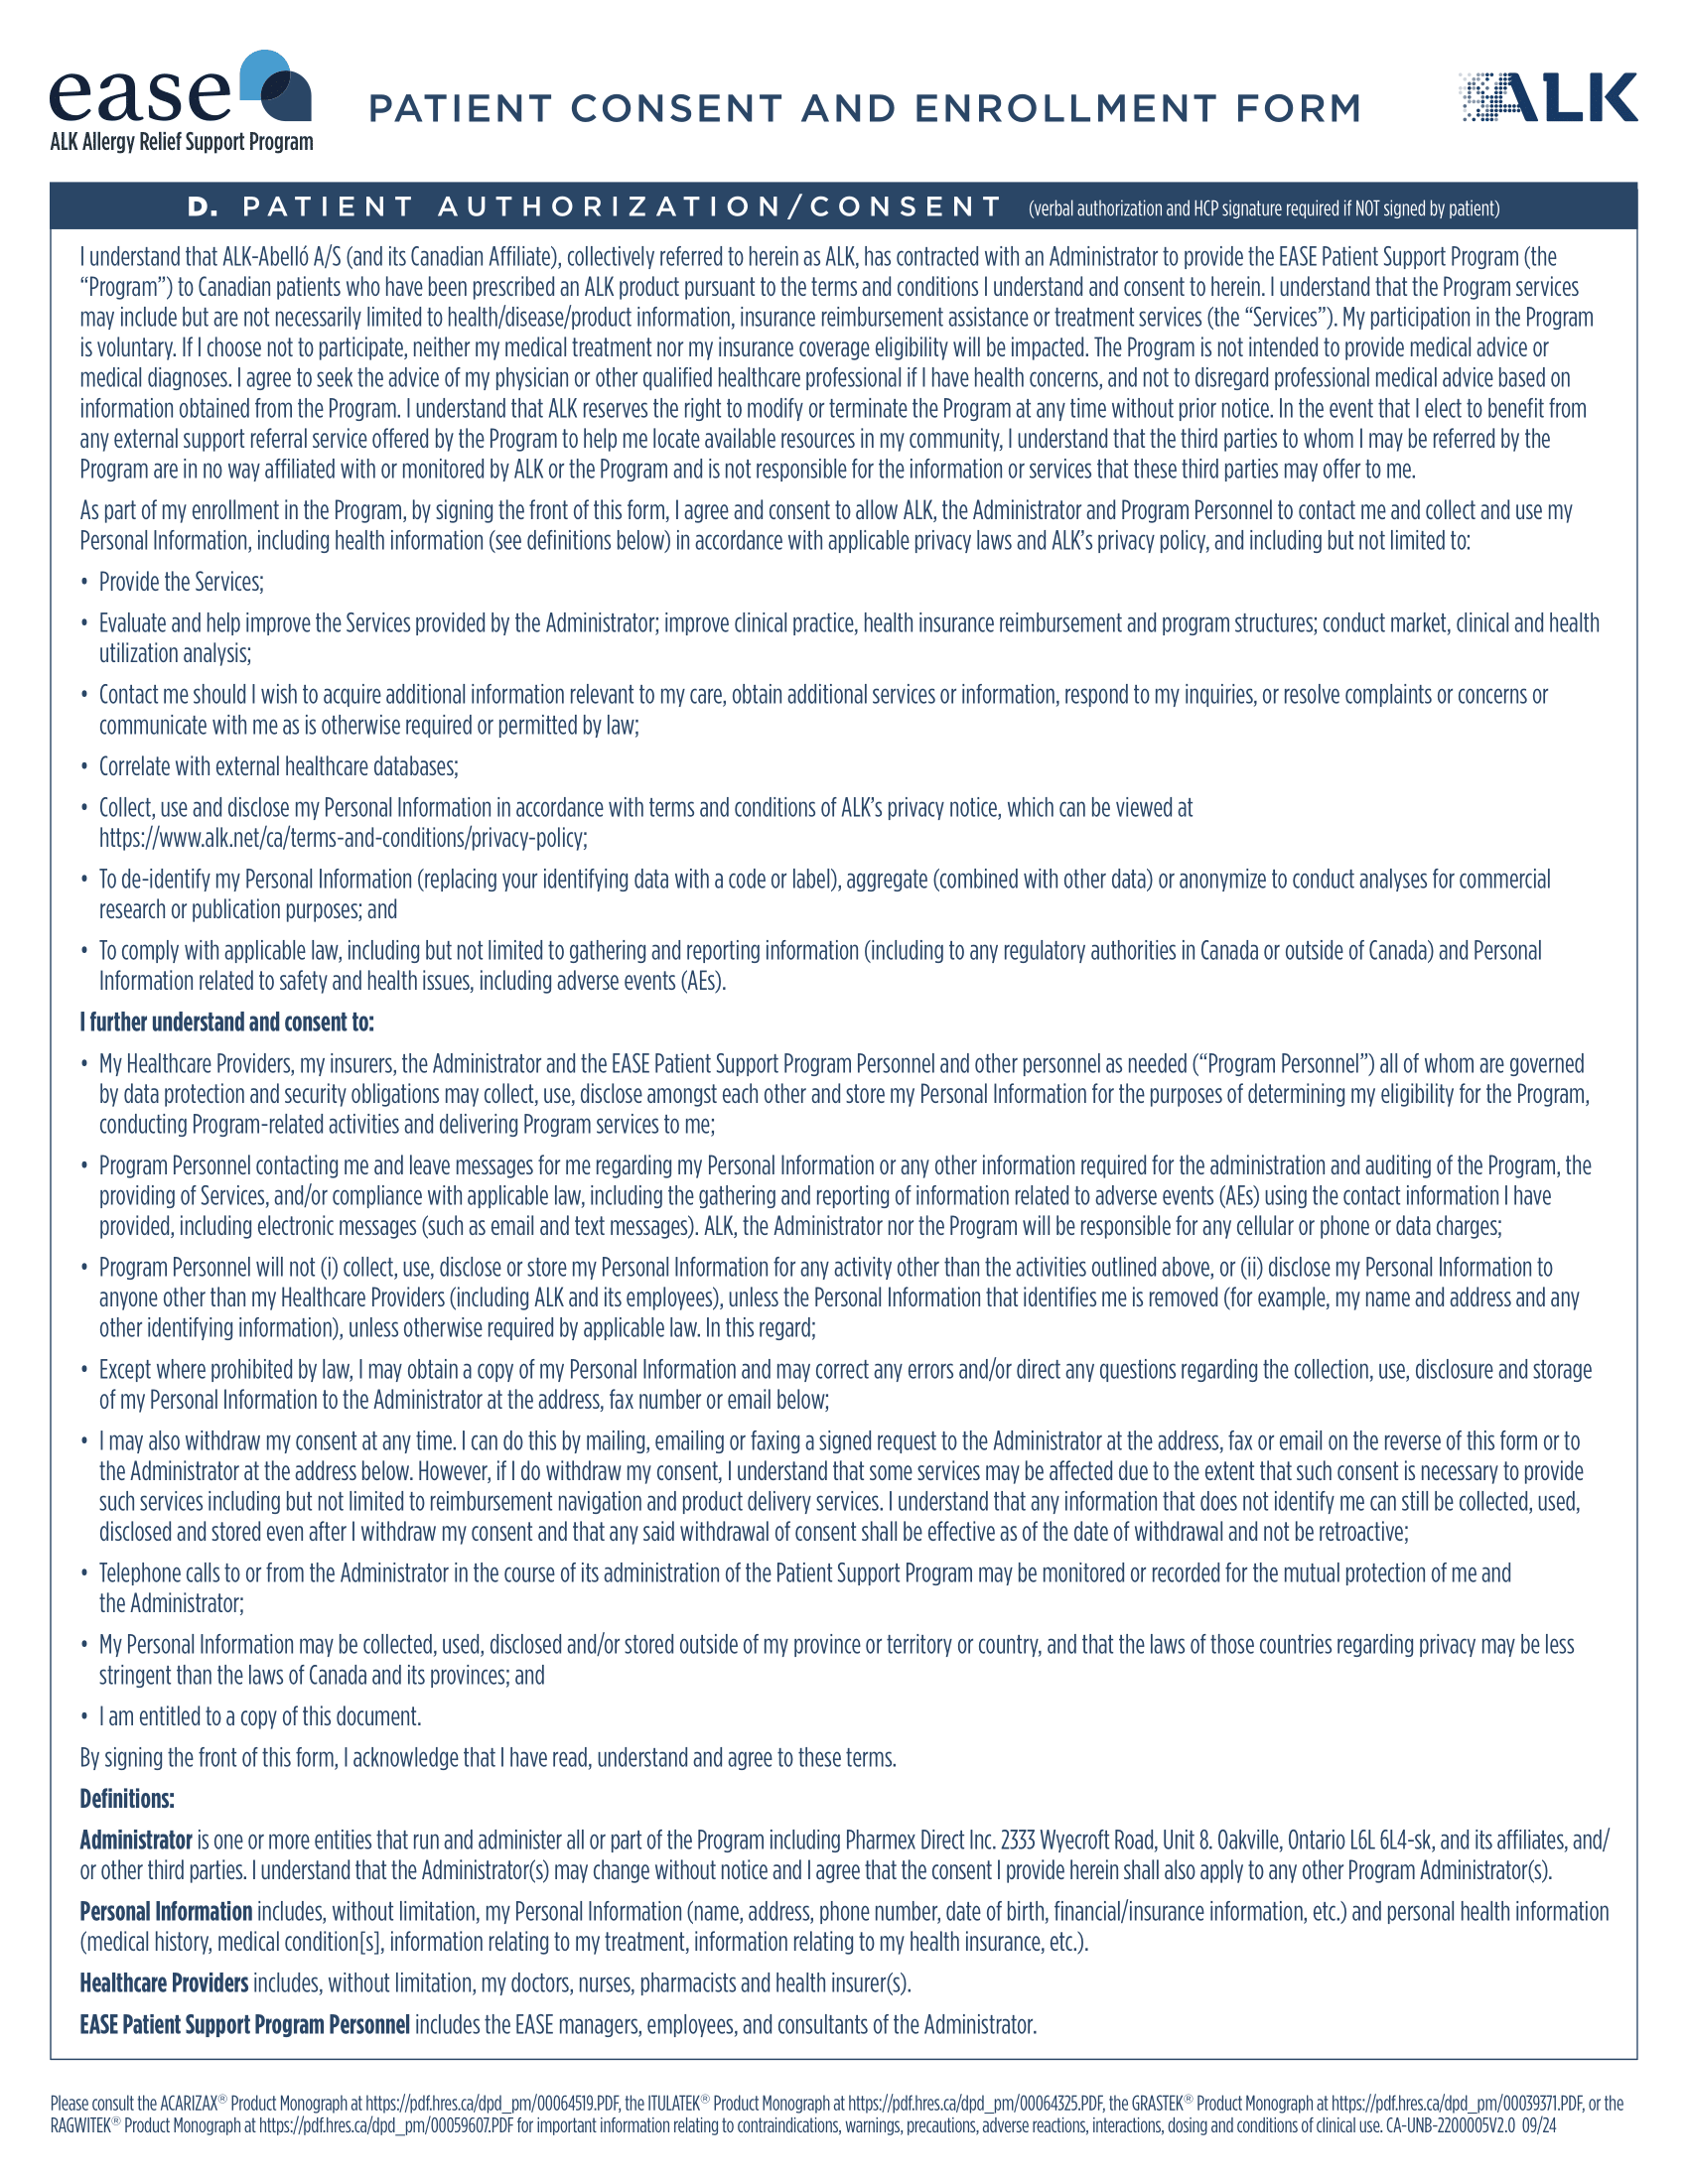 ease
ALK Allergy Relief Support Program
PATIENT CONSENT AND ENROLLMENT FORM
ALK
D. PATIENT AUTHORIZATION/CONSENT (verbal authorization and HCP signature required if NOT signed by patient)
I understand that ALK-Abelló A/S (and its Canadian Affiliate), collectively referred to herein as ALK, has contracted with an Administrator to provide the EASE Patient Support Program (the
“Program”) to Canadian patients who have been prescribed an ALK product pursuant to the terms and conditions I understand and consent to herein. I understand that the Program services
may include but are not necessarily limited to health/disease/product information, insurance reimbursement assistance or treatment services (the “Services”). My participation in the Program
is voluntary. If I choose not to participate, neither my medical treatment nor my insurance coverage eligibility will be impacted. The Program is not intended to provide medical advice or
medical diagnoses. I agree to seek the advice of my physician or other qualified healthcare professional if I have health concerns, and not to disregard professional medical advice based on
information obtained from the Program. I understand that ALK reserves the right to modify or terminate the Program at any time without prior notice. In the event that I elect to benefit from
any external support referral service offered by the Program to help me locate available resources in my community, I understand that the third parties to whom I may be referred by the
Program are in no way affiliated with or monitored by ALK or the Program and is not responsible for the information or services that these third parties may offer to me.
As part of my enrollment in the Program, by signing the front of this form, I agree and consent to allow ALK, the Administrator and Program Personnel to contact me and collect and use my
Personal Information, including health information (see definitions below) in accordance with applicable privacy laws and ALK’s privacy policy, and including but not limited to:
• Provide the Services;
• Evaluate and help improve the Services provided by the Administrator; improve clinical practice, health insurance reimbursement and program structures; conduct market, clinical and health
utilization analysis;
• Contact me should I wish to acquire additional information relevant to my care, obtain additional services or information, respond to my inquiries, or resolve complaints or concerns or
communicate with me as is otherwise required or permitted by law;
• Correlate with external healthcare databases;
• Collect, use and disclose my Personal Information in accordance with terms and conditions of ALK’s privacy notice, which can be viewed at
https://www.alk.net/ca/terms-and-conditions/privacy-policy;
• To de-identify my Personal Information (replacing your identifying data with a code or label), aggregate (combined with other data) or anonymize to conduct analyses for commercial
research or publication purposes; and
• To comply with applicable law, including but not limited to gathering and reporting information (including to any regulatory authorities in Canada or outside of Canada) and Personal
Information related to safety and health issues, including adverse events (AEs).
I further understand and consent to:
• My Healthcare Providers, my insurers, the Administrator and the EASE Patient Support Program Personnel and other personnel as needed (“Program Personnel”) all of whom are governed
by data protection and security obligations may collect, use, disclose amongst each other and store my Personal Information for the purposes of determining my eligibility for the Program,
conducting Program-related activities and delivering Program services to me;
• Program Personnel contacting me and leave messages for me regarding my Personal Information or any other information required for the administration and auditing of the Program, the
providing of Services, and/or compliance with applicable law, including the gathering and reporting of information related to adverse events (AEs) using the contact information I have
provided, including electronic messages (such as email and text messages). ALK, the Administrator nor the Program will be responsible for any cellular or phone or data charges;
• Program Personnel will not (i) collect, use, disclose or store my Personal Information for any activity other than the activities outlined above, or (ii) disclose my Personal Information to
anyone other than my Healthcare Providers (including ALK and its employees), unless the Personal Information that identifies me is removed (for example, my name and address and any
other identifying information), unless otherwise required by applicable law. In this regard;
• Except where prohibited by law, I may obtain a copy of my Personal Information and may correct any errors and/or direct any questions regarding the collection, use, disclosure and storage
of my Personal Information to the Administrator at the address, fax number or email below;
• I may also withdraw my consent at any time. I can do this by mailing, emailing or faxing a signed request to the Administrator at the address, fax or email on the reverse of this form or to
the Administrator at the address below. However, if I do withdraw my consent, I understand that some services may be affected due to the extent that such consent is necessary to provide
such services including but not limited to reimbursement navigation and product delivery services. I understand that any information that does not identify me can still be collected, used,
disclosed and stored even after I withdraw my consent and that any said withdrawal of consent shall be effective as of the date of withdrawal and not be retroactive;
• Telephone calls to or from the Administrator in the course of its administration of the Patient Support Program may be monitored or recorded for the mutual protection of me and
the Administrator;
• My Personal Information may be collected, used, disclosed and/or stored outside of my province or territory or country, and that the laws of those countries regarding privacy may be less
stringent than the laws of Canada and its provinces; and
• I am entitled to a copy of this document.
By signing the front of this form, I acknowledge that I have read, understand and agree to these terms.
Definitions:
Administrator is one or more entities that run and administer all or part of the Program including Pharmex Direct Inc. 2333 Wyecroft Road, Unit 8. Oakville, Ontario L6L 6L4-sk, and its affiliates, and/
or other third parties. I understand that the Administrator(s) may change without notice and I agree that the consent I provide herein shall also apply to any other Program Administrator(s).
Personal Information includes, without limitation, my Personal Information (name, address, phone number, date of birth, financial/insurance information, etc.) and personal health information
(medical history, medical condition[s], information relating to my treatment, information relating to my health insurance, etc.).
Healthcare Providers includes, without limitation, my doctors, nurses, pharmacists and health insurer(s).
EASE Patient Support Program Personnel includes the EASE managers, employees, and consultants of the Administrator.
Please consult the ACARIZAX® Product Monograph at https://pdf.hres.ca/dpd_pm/00064519.PDF, the ITULATEK® Product Monograph at https://pdf.hres.ca/dpd_pm/00064325.PDF, the GRASTEK® Product Monograph at https://pdf.hres.ca/dpd_pm/00039371.PDF, or the
RAGWITEK® Product Monograph at https://pdf.hres.ca/dpd_pm/00059607.PDF for important information relating to contraindications, warnings, precautions, adverse reactions, interactions, dosing and conditions of clinical use. CA-UNB-2200005V2.0 09/24